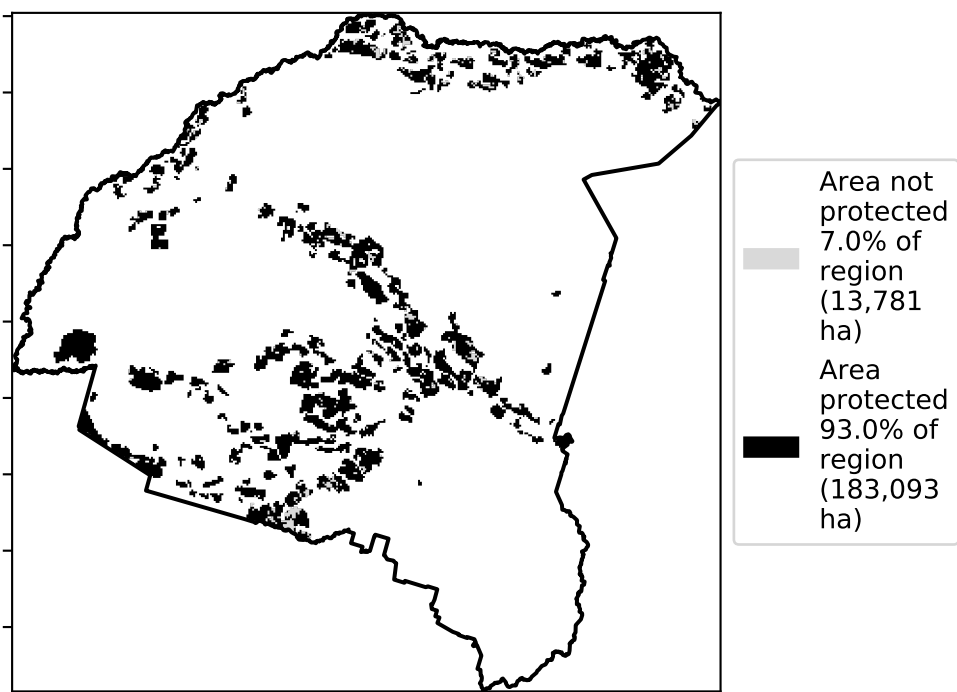 Area not
protected
7.0% of
region
(13,781
ha)
Area
protected
93.0% of
region
(183,093
ha)